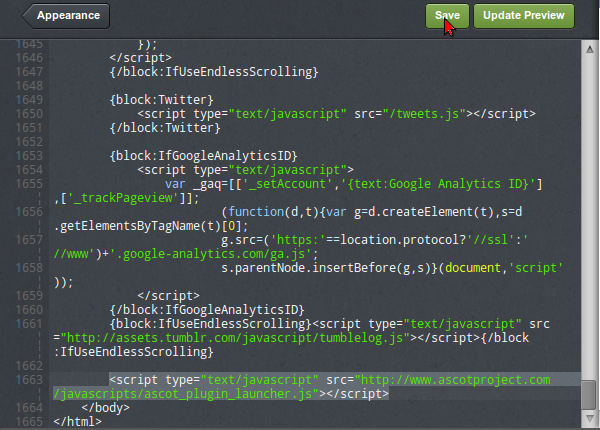 Appearance
Save
Update Preview
1645 });
1646 </script>
1647 {/block:IfUseEndlessScrolling}
1648
1649 {block:Twitter}
1650 <script type="text/javascript" src="/tweets.js"></script>
1651 {/block:Twitter}
1652
1653 {block:IfGoogleAnalyticsID}
1654 <script type="text/javascript">
1655 var _gaq=[['_setAccount','{text:Google Analytics ID}']
,['_trackPageview']];
1656 (function(d,t){var g=d.createElement(t),s=d
.getElementsByTagName(t)[0];
1657 g.src=('https:'==location.protocol?'//ssl':'
//www')+'.google-analytics.com/ga.js';
1658 s.parentNode.insertBefore(g,s)}(document,'script'
));
1659 </script>
1660 {/block:IfGoogleAnalyticsID}
1661 {block:IfUseEndlessScrolling}<script type="text/javascript" src
="http://assets.tumblr.com/javascript/tumblelog.js"></script>{/block
:IfUseEndlessScrolling}
1662
1663 <script type="text/javascript" src="http://www.ascotproject.com
/javascripts/ascot_plugin_launcher.js"></script>
1664 </body>
1665 </html>